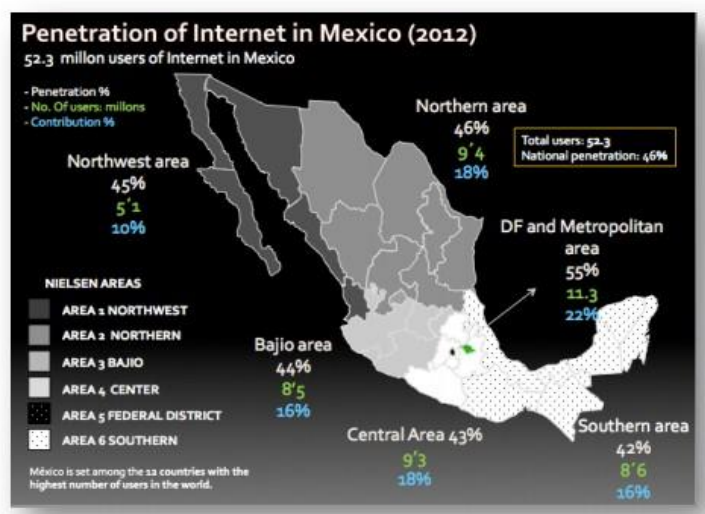 Penetration of Internet in Mexico (2012)
52.3 millon users of Internet in Mexico
- Penetration %
- No. Of users: millons
- Contribution %
Northern area
46%
9´4
18%
Total users: 52.3
National penetration: 46%
Northwest area
45%
5´1
10%
DF and Metropolitan
area
55%
11.3
22%
NIELSEN AREAS
AREA 1 NORTHWEST
AREA 2 NORTHERN
AREA 3 BAJIO
AREA 4 CENTER
AREA 5 FEDERAL DISTRICT
AREA 6 SOUTHERN
Bajio area
44%
8´5
16%
Central Area 43%
9´3
18%
Southern area
42%
8´6
16%
México is set among the 12 countries with the
highest number of users in the world.